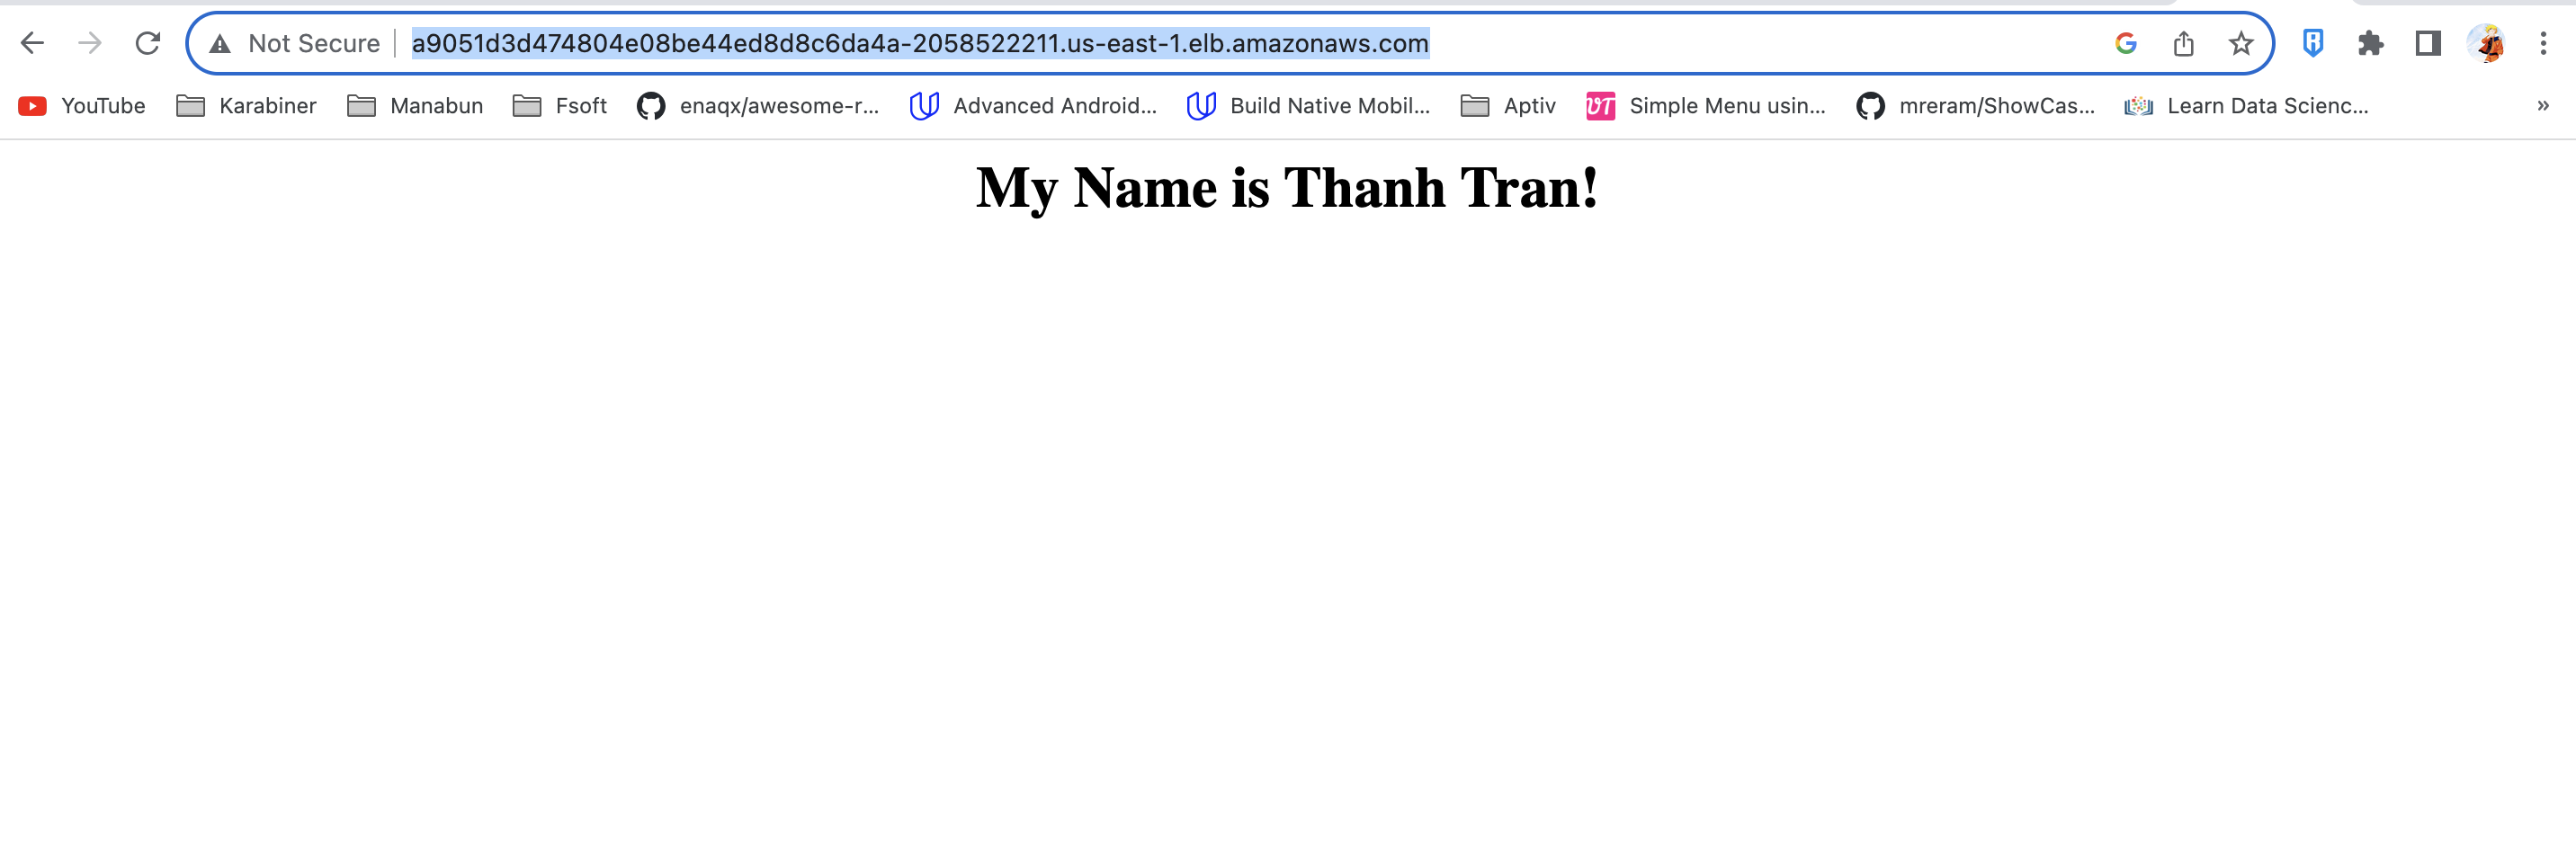 Not Secure a9051d3d474804e08be44ed8d8c6da4a-2058522211.us-east-1.elb.amazonaws.com
YouTube Karabiner Manabun Fsoft enaqx/awesome-r... Advanced Android... Build Native Mobil... Aptiv Simple Menu usin... mreram/ShowCas... Learn Data Scienc... »
My Name is Thanh Tran!